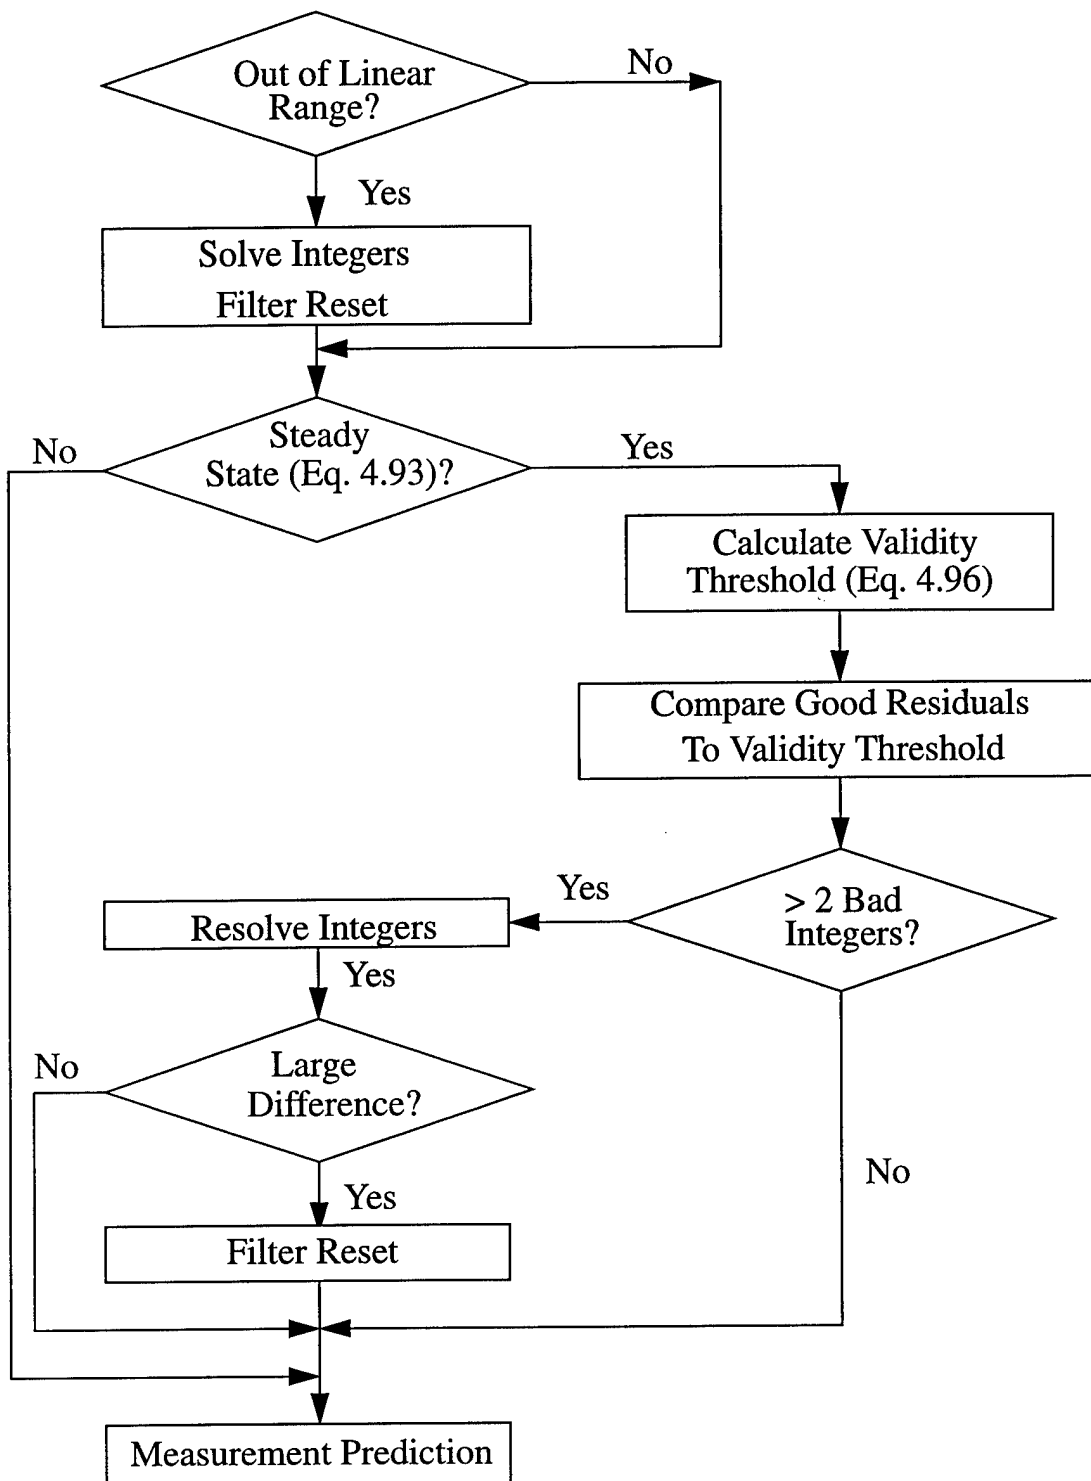 Out of Linear
Range?
No
Yes
Solve Integers
Filter Reset
No
Steady
State (Eq. 4.93)?
Yes
Calculate Validity
Threshold (Eq. 4.96)
Compare Good Residuals
To Validity Threshold
Yes
> 2 Bad
Integers?
Resolve Integers
Yes
No
Large
Difference?
No
Yes
Filter Reset
Measurement Prediction